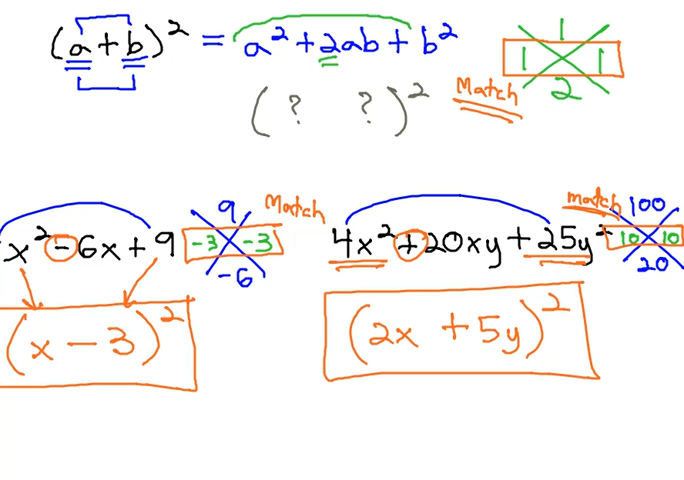 (a+b)² = a² + 2ab + b²
1
1 1
2
(? ?)² Match
x² - 6x + 9
9
-3 -3
-6
Match
(x - 3)²
4x² + 20xy + 25y²
match
100
10 10
20
(2x + 5y)²